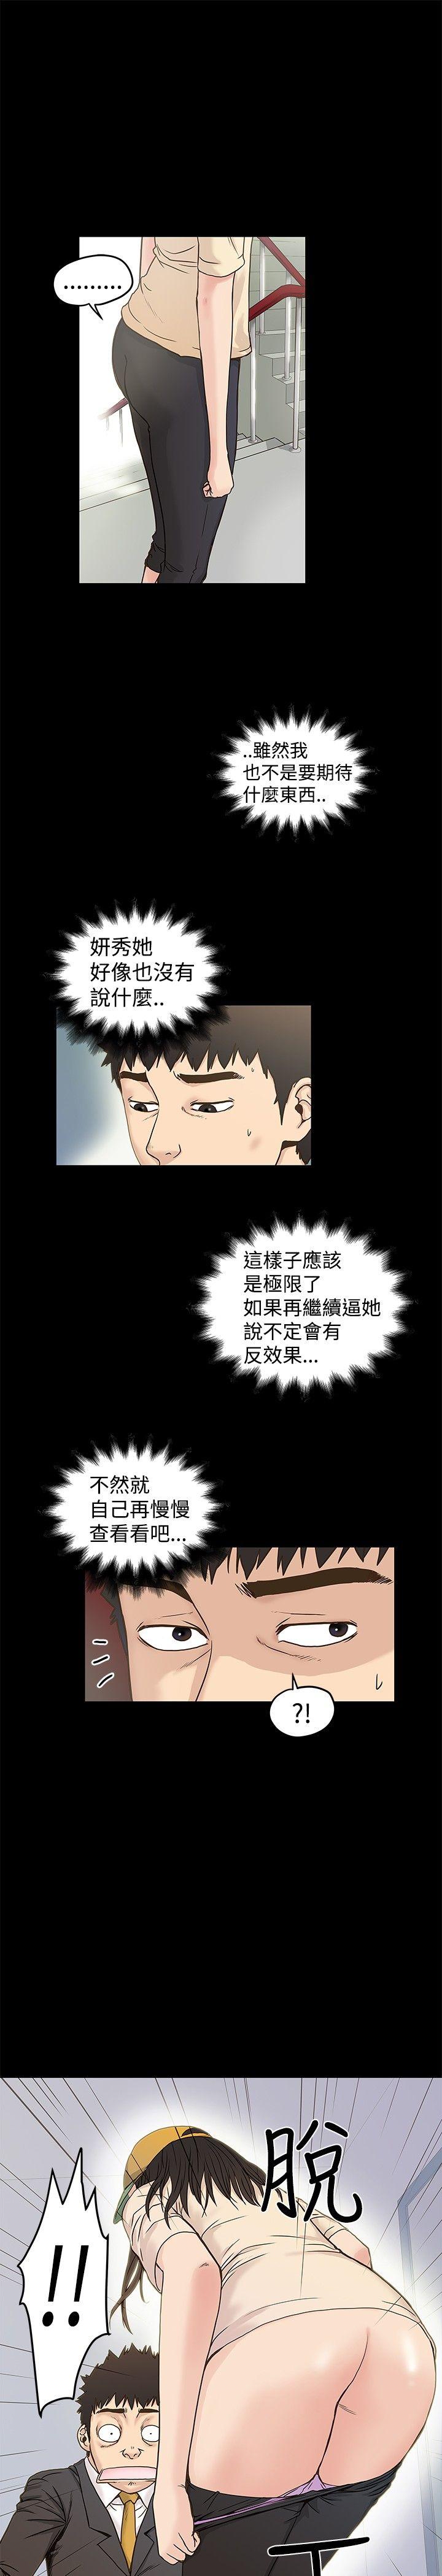 .........
..雖然我
也不是要期待
什麼東西..
妍秀她
好像也沒有
說什麼..
這樣子應該
是極限了
如果再繼續逼她
說不定會有
反效果...
不然就
自己再慢慢
查看看吧...
?!
脫
!!